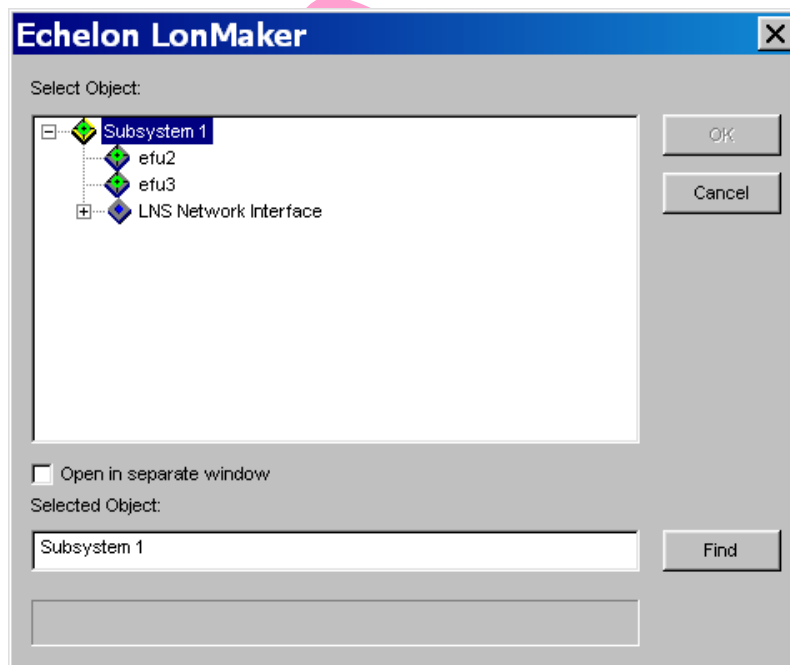 Echelon LonMaker
Select Object:
Subsystem 1
OK
efu2
efu3
Cancel
LNS Network Interface
Open in separate window
Selected Object:
Subsystem 1
Find